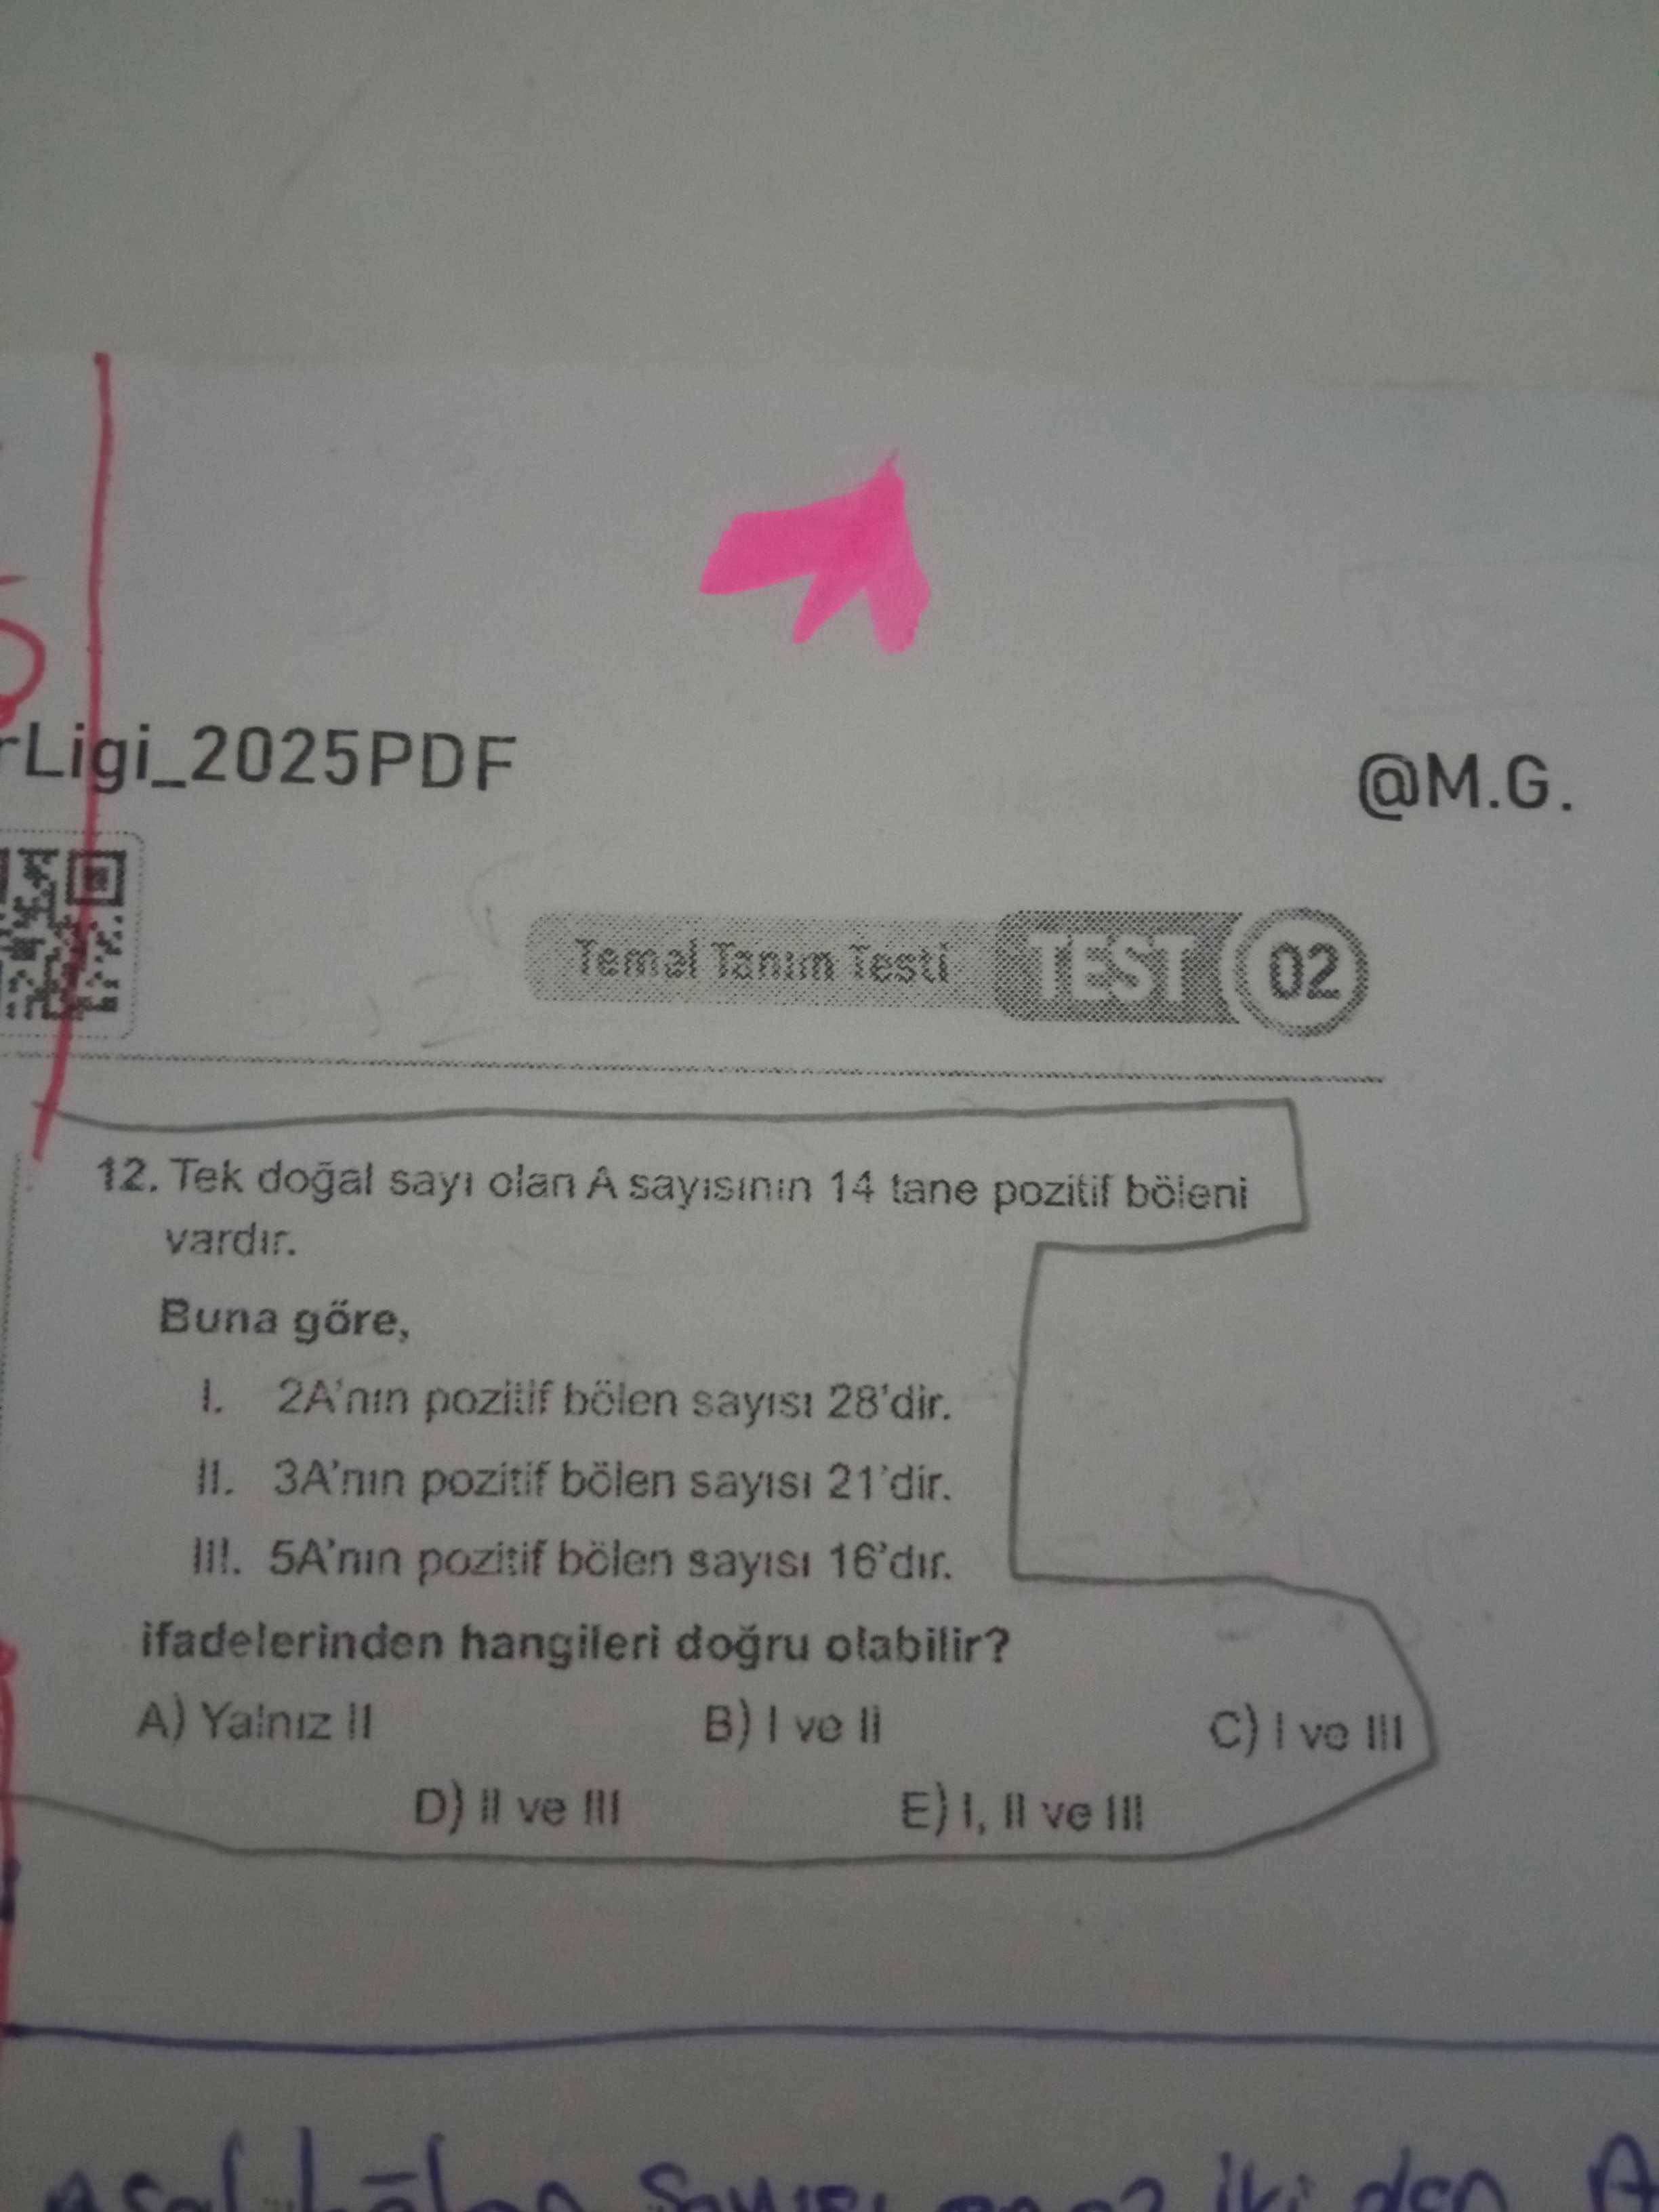 rLigi_2025PDF
@M.G.
Temel Tanım Testi TEST 02
12. Tek doğal sayı olan A sayısının 14 tane pozitif böleni
vardır.
Buna göre,
I. 2A'nın pozitif bölen sayısı 28'dir.
II. 3A'nın pozitif bölen sayısı 21'dir.
III. 5A'nın pozitif bölen sayısı 16'dır.
ifadelerinden hangileri doğru olabilir?
A) Yalnız II B) I ve II C) I ve III
D) II ve III E) I, II ve III